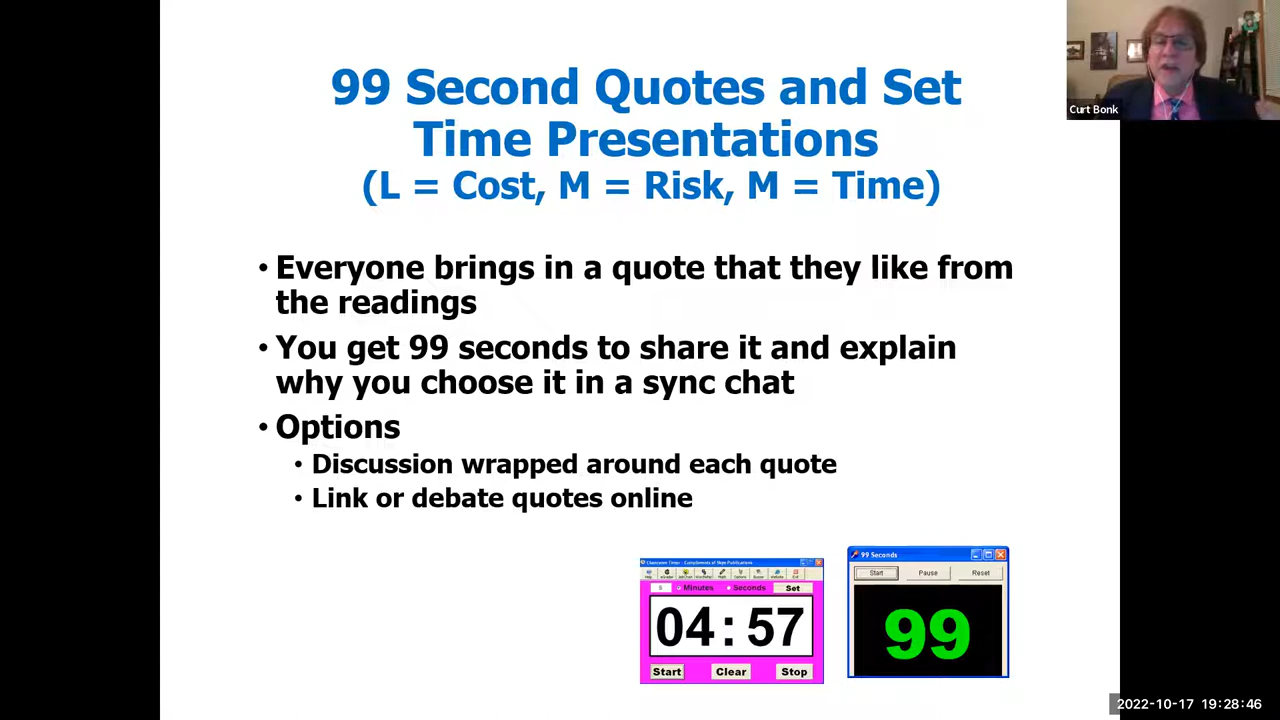 99 Second Quotes and Set
Time Presentations
(L = Cost, M = Risk, M = Time)
• Everyone brings in a quote that they like from
the readings
• You get 99 seconds to share it and explain
why you choose it in a sync chat
• Options
• Discussion wrapped around each quote
• Link or debate quotes online
Curt Bonk
Minutes
Seconds
Set
04:57
Start
Clear
Stop
99 Seconds
Start
Pause
Reset
99
2022-10-17 19:28:46